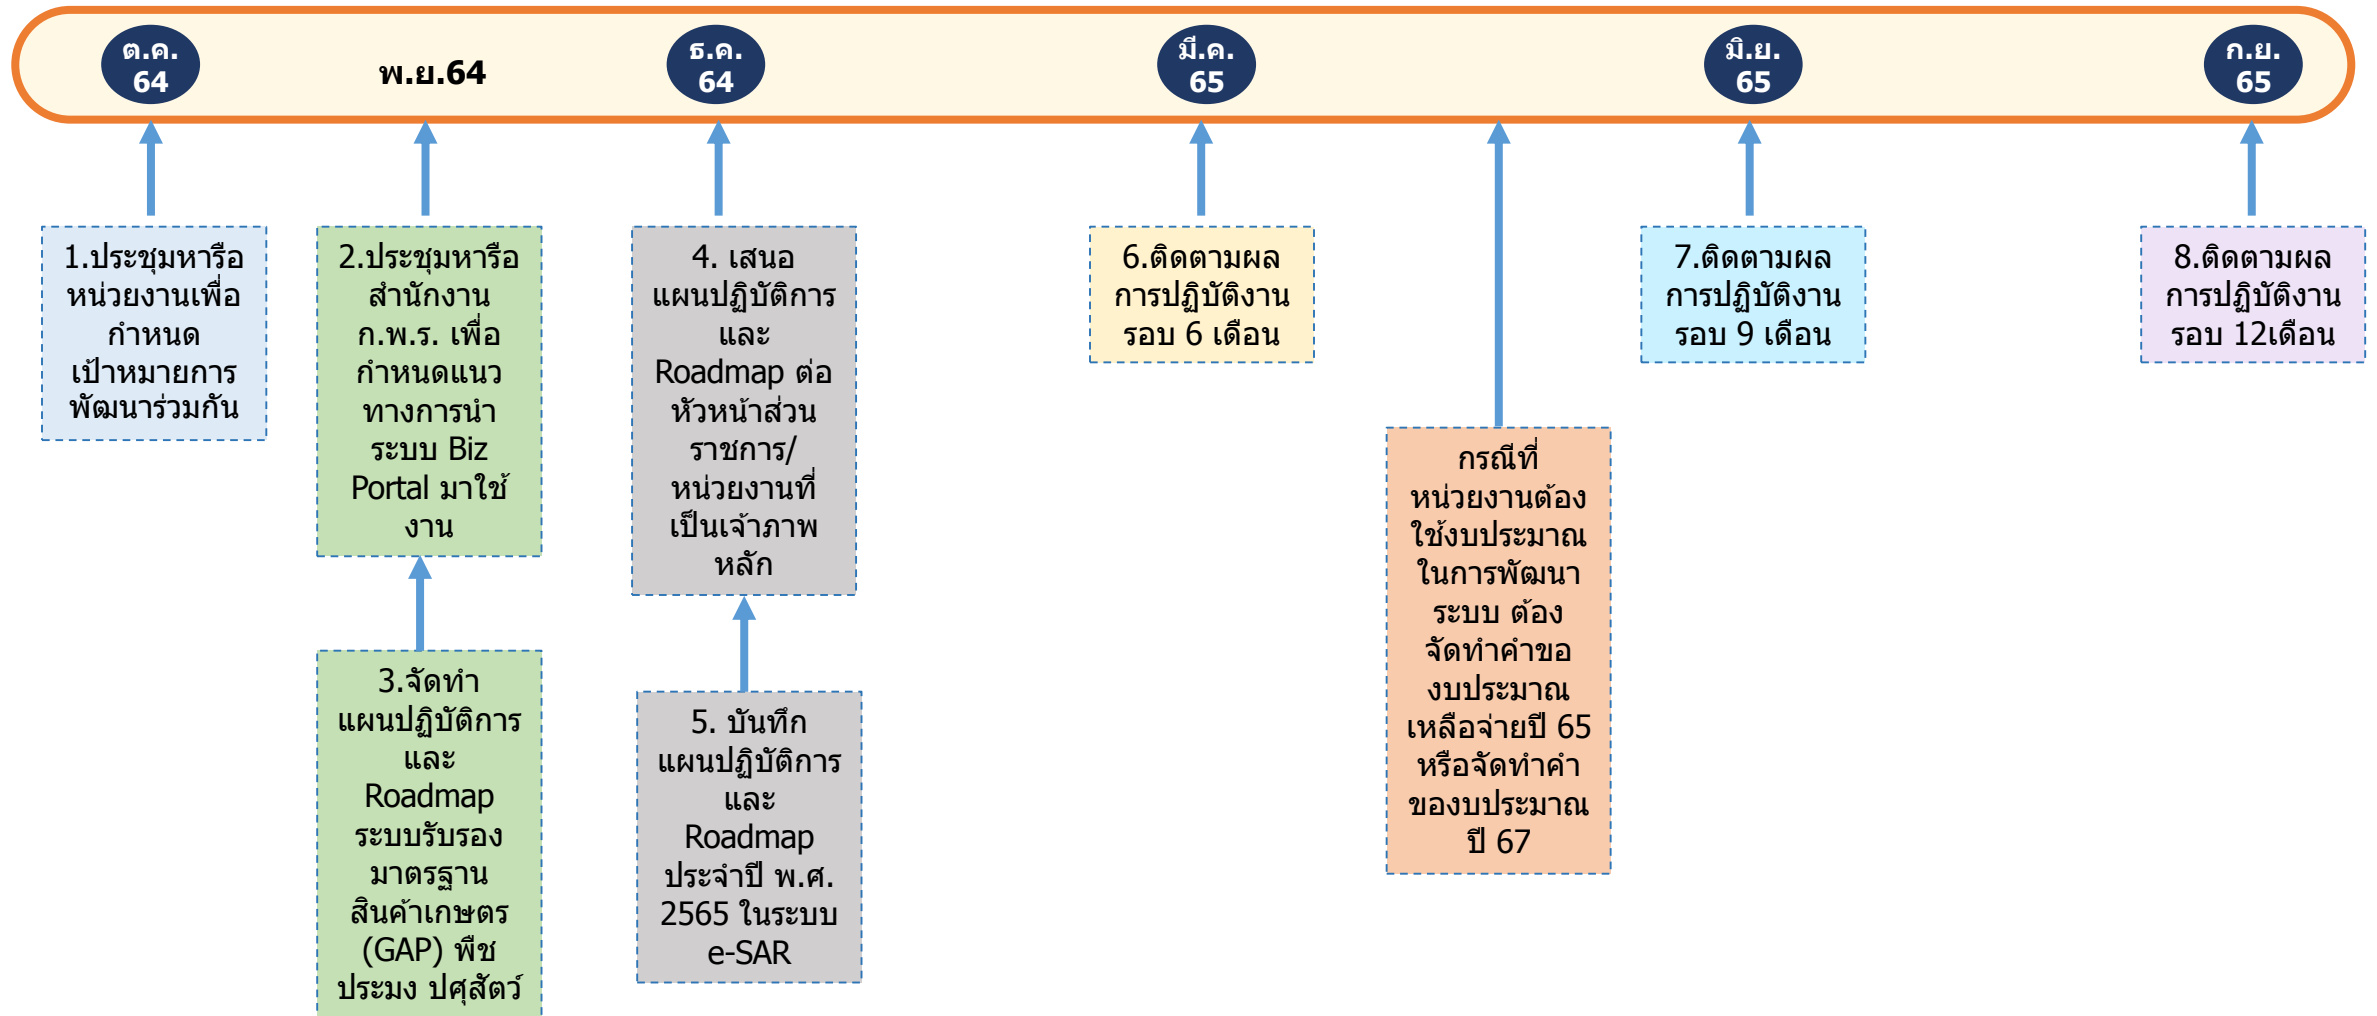 ต.ค.
64
พ.ย.64
ธ.ค.
64
มี.ค.
65
มิ.ย.
65
ก.ย.
65
1.ประชุมหารือ
หน่วยงานเพื่อ
กำหนด
เป้าหมายการ
พัฒนาร่วมกัน
2.ประชุมหารือ
สำนักงาน
ก.พ.ร. เพื่อ
กำหนดแนว
ทางการนำ
ระบบ Biz
Portal มาใช้
งาน
3.จัดทำ
แผนปฏิบัติการ
และ
Roadmap
ระบบรับรอง
มาตรฐาน
สินค้าเกษตร
(GAP) พืช
ประมง ปศุสัตว์
4. เสนอ
แผนปฏิบัติการ
และ
Roadmap ต่อ
หัวหน้าส่วน
ราชการ/
หน่วยงานที่
เป็นเจ้าภาพ
หลัก
5. บันทึก
แผนปฏิบัติการ
และ
Roadmap
ประจำปี พ.ศ.
2565 ในระบบ
e-SAR
6.ติดตามผล
การปฏิบัติงาน
รอบ 6 เดือน
กรณีที่
หน่วยงานต้อง
ใช้งบประมาณ
ในการพัฒนา
ระบบ ต้อง
จัดทำคำขอ
งบประมาณ
เหลือจ่ายปี 65
หรือจัดทำคำ
ของบประมาณ
ปี 67
7.ติดตามผล
การปฏิบัติงาน
รอบ 9 เดือน
8.ติดตามผล
การปฏิบัติงาน
รอบ 12เดือน